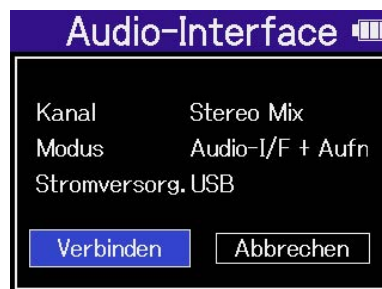 Audio-Interface
Kanal Stereo Mix
Modus Audio-I/F + Aufn
Stromversorg. USB
Verbinden Abbrechen